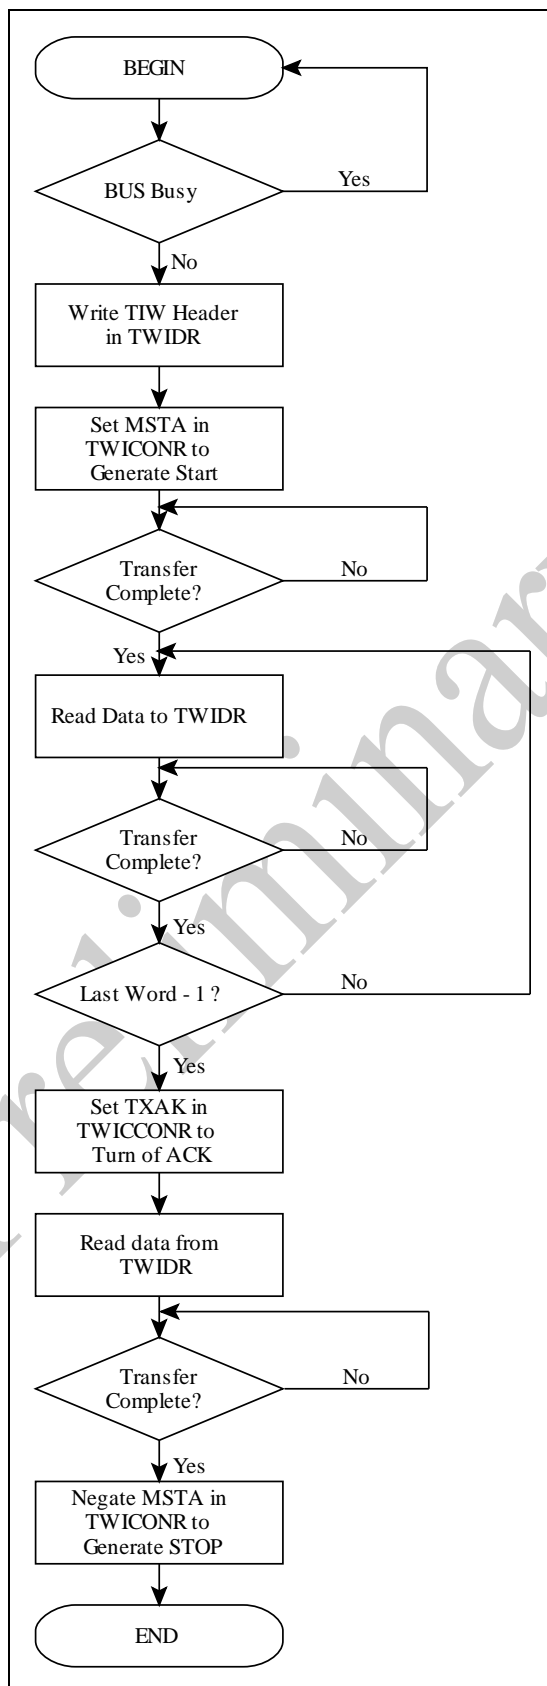 BEGIN
BUS Busy
Yes
No
Write TIW Header
in TWIDR
Set MSTA in
TWICONR to
Generate Start
Transfer
Complete?
No
Yes
Read Data to TWIDR
Transfer
Complete?
No
Yes
Last Word - 1 ?
No
Yes
Set TXAK in
TWICCONR to
Turn of ACK
Read data from
TWIDR
Transfer
Complete?
No
Yes
Negate MSTA in
TWICONR to
Generate STOP
END